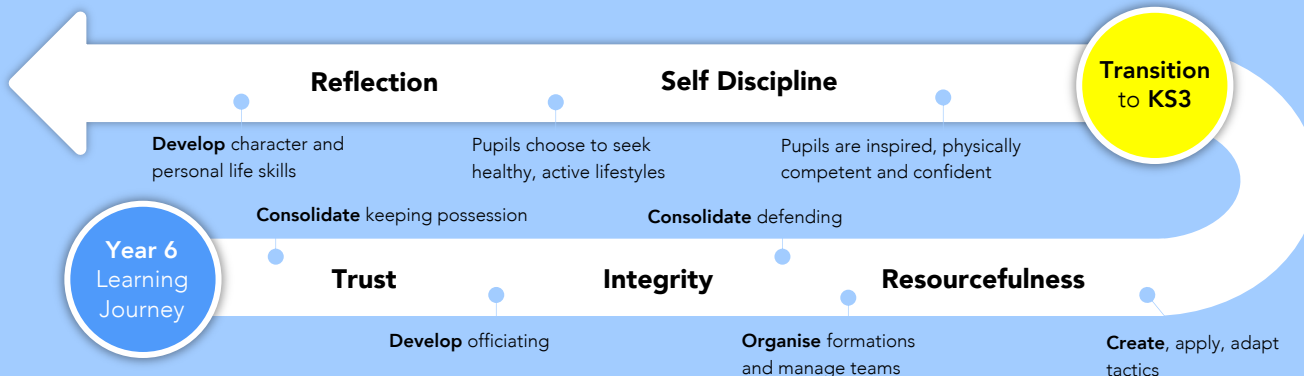 Reflection
Self Discipline
Transition
to KS3
Develop character and
personal life skills
Pupils choose to seek
healthy, active lifestyles
Pupils are inspired, physically
competent and confident
Consolidate keeping possession
Consolidate defending
Year 6
Learning
Journey
Trust
Integrity
Resourcefulness
Develop officiating
Organise formations
and manage teams
Create, apply, adapt
tactics